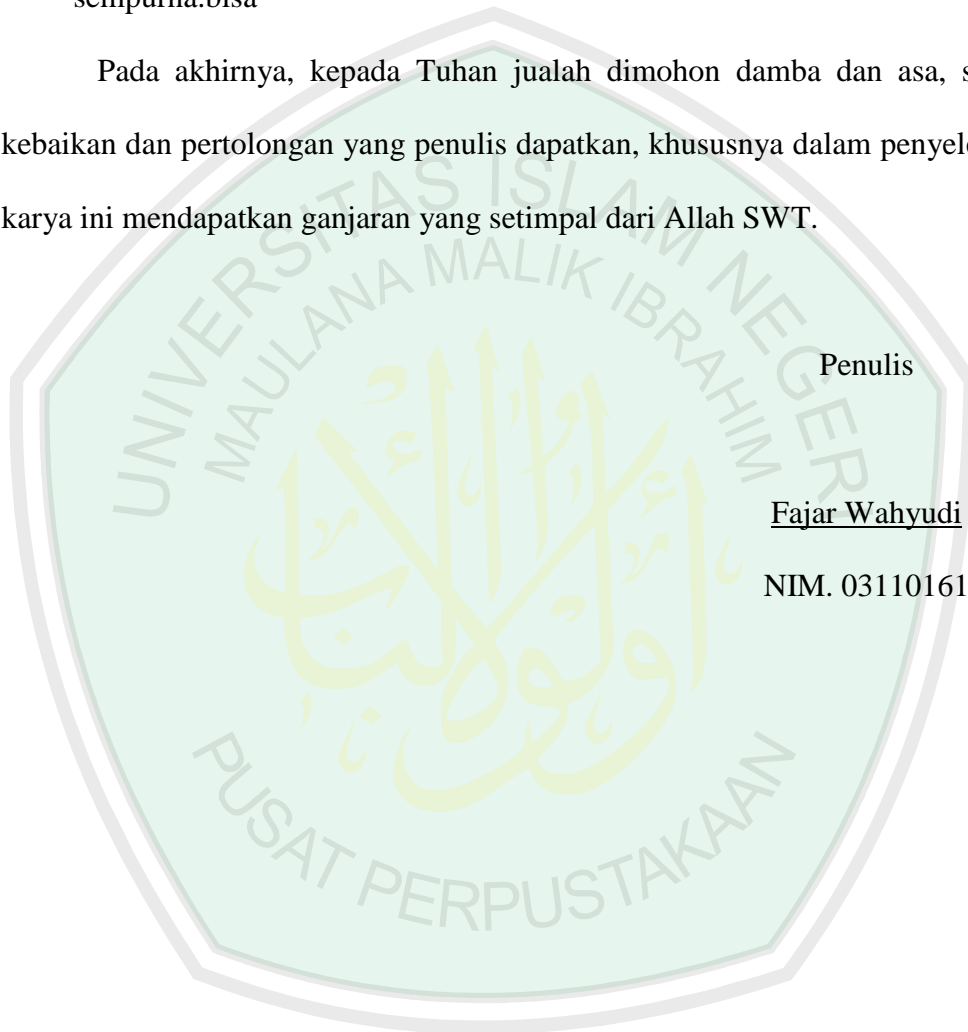 sempurna.bisa
Pada akhirnya, kepada Tuhan jualah dimohon damba dan asa,
kebaikan dan pertolongan yang penulis dapatkan, khususnya dalam
karya ini mendapatkan ganjaran yang setimpal dari Allah SWT.
Penulis
Fajar Wahyudi
NIM. 03110161
UNIVERSITAS ISLAM NEGERI
MAULANA MALIK IBRAHIM
أولو الألباب
PUSAT PERPUSTAKAAN